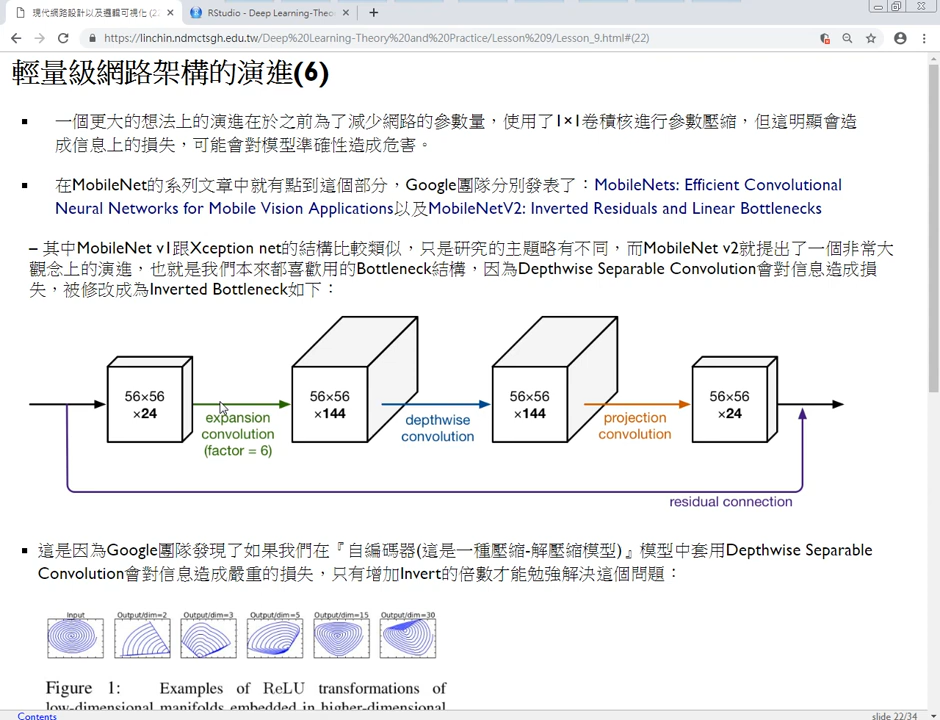 現代網路設計以及邏輯可視化 (2
RStudio - Deep Learning-Theo
https://linchin.ndmctsgh.edu.tw/Deep%20Learning-Theory%20and%20Practice/Lesson%209/Lesson_9.html#(22)
輕量級網路架構的演進(6)
一個更大的想法上的演進在於之前為了減少網路的參數量，使用了1×1卷積核進行參數壓縮，但這明顯會造
成信息上的損失，可能會對模型準確性造成危害。
在MobileNet的系列文章中就有點到這個部分，Google團隊分別發表了：MobileNets: Efficient Convolutional
Neural Networks for Mobile Vision Applications以及MobileNetV2: Inverted Residuals and Linear Bottlenecks
– 其中MobileNet v1跟Xception net的結構比較類似，只是研究的主題略有不同，而MobileNet v2就提出了一個非常大
觀念上的演進，也就是我們本來都喜歡用的Bottleneck結構，因為Depthwise Separable Convolution會對信息造成損
失，被修改成為Inverted Bottleneck如下：
56×56
×24
expansion
convolution
(factor = 6)
56×56
×144
depthwise
convolution
56×56
×144
projection
convolution
56×56
×24
residual connection
這是因為Google團隊發現了如果我們在『自編碼器(這是一種壓縮-解壓縮模型)』模型中套用Depthwise Separable
Convolution會對信息造成嚴重的損失，只有增加Invert的倍數才能勉強解決這個問題：
Input Output/dim=2 Output/dim=3 Output/dim=5 Output/dim=15 Output/dim=30
Figure 1: Examples of ReLU transformations of
low-dimensional manifolds embedded in higher-dimensional
Contents
slide 22/34